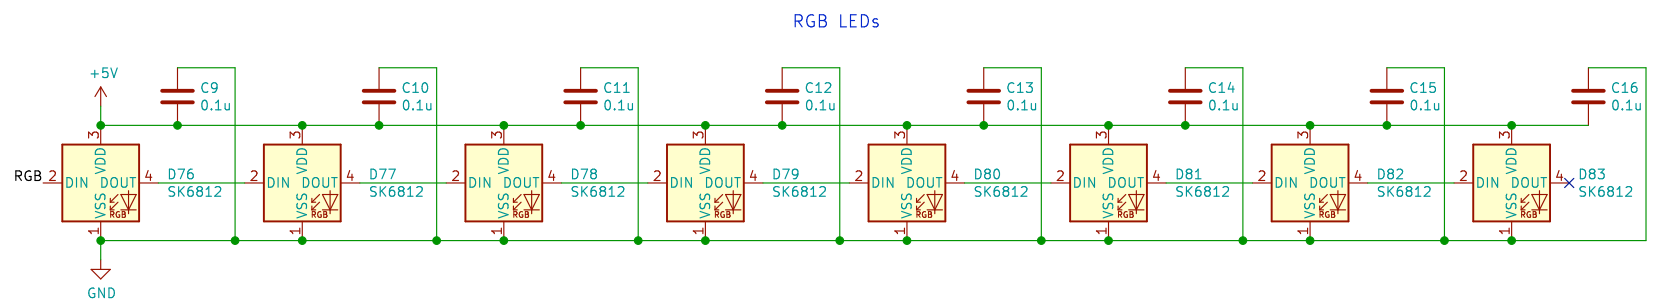 RGB LEDs
+5V
C9
0.1u
C10
0.1u
C11
0.1u
C12
0.1u
C13
0.1u
C14
0.1u
C15
0.1u
C16
0.1u
RGB
2
DIN
3
VDD
DOUT
4
VSS
1
RGB
D76
SK6812
2
DIN
3
VDD
DOUT
4
VSS
1
RGB
D77
SK6812
2
DIN
3
VDD
DOUT
4
VSS
1
RGB
D78
SK6812
2
DIN
3
VDD
DOUT
4
VSS
1
RGB
D79
SK6812
2
DIN
3
VDD
DOUT
4
VSS
1
RGB
D80
SK6812
2
DIN
3
VDD
DOUT
4
VSS
1
RGB
D81
SK6812
2
DIN
3
VDD
DOUT
4
VSS
1
RGB
D82
SK6812
2
DIN
3
VDD
DOUT
4
VSS
1
RGB
D83
SK6812
GND